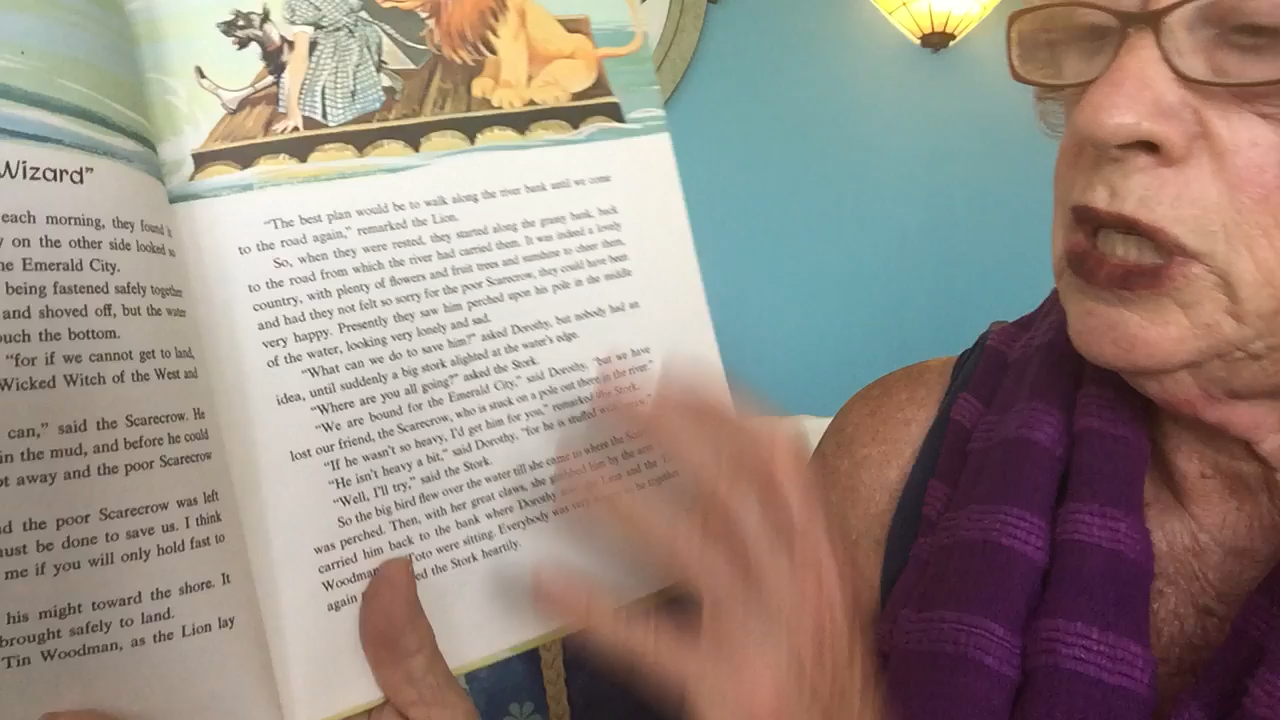 Wizard"
each morning, they found
on the other side looked so
Emerald City.
being fastened safely together
and shoved off, but the water
the bottom.
"for if we cannot get to land,
Wicked Witch of the West and
can," said the Scarecrow. He
in the mud, and before he could
away and the poor Scarecrow
the poor Scarecrow was left
must be done to save us. I think
me if you will only hold fast to
his might toward the shore. It
brought safely to land.
Tin Woodman, as the Lion lay
"The best plan would be to walk along the river bank until we come
to the road again," remarked the Lion.
So, when they were rested, they started along the grassy bank, back
to the road from which the river had carried them. It was indeed a lovely
country, with plenty of flowers and fruit trees and sunshine to cheer them,
and had they not felt so sorry for the poor Scarecrow, they could have been
very happy. Presently they saw him perched upon his pole in the middle
of the water, looking very lonely and sad.
"What can we do to save him?" asked Dorothy, but nobody had an
idea, until suddenly a big stork alighted at the water's edge.
"Where are you all going?" asked the Stork.
"We are bound for the Emerald City," said Dorothy, "but we have
lost our friend, the Scarecrow, who is stuck on a pole out there in the river."
"If he wasn't so heavy, I'd get him for you," remarked the Stork.
"He isn't heavy a bit," said Dorothy, "for he is stuffed with
"Well, I'll try," said the Stork.
So the big bird flew over the water till she came to where the
was perched. Then, with her great claws, she grabbed him by the arm
carried him back to the bank where Dorothy the Lion and the
Woodman Toto were sitting. Everybody was to be together
again the Stork heartily.